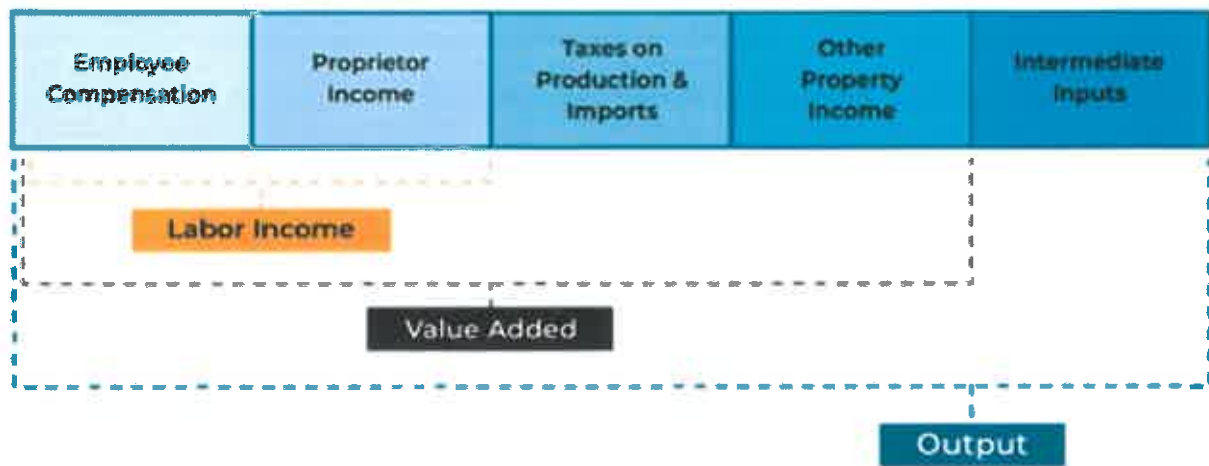 Employee
Compensation
Proprietor
Income
Taxes on
Production &
Imports
Other
Property
Income
Intermediate
Inputs
Labor Income
Value Added
Output